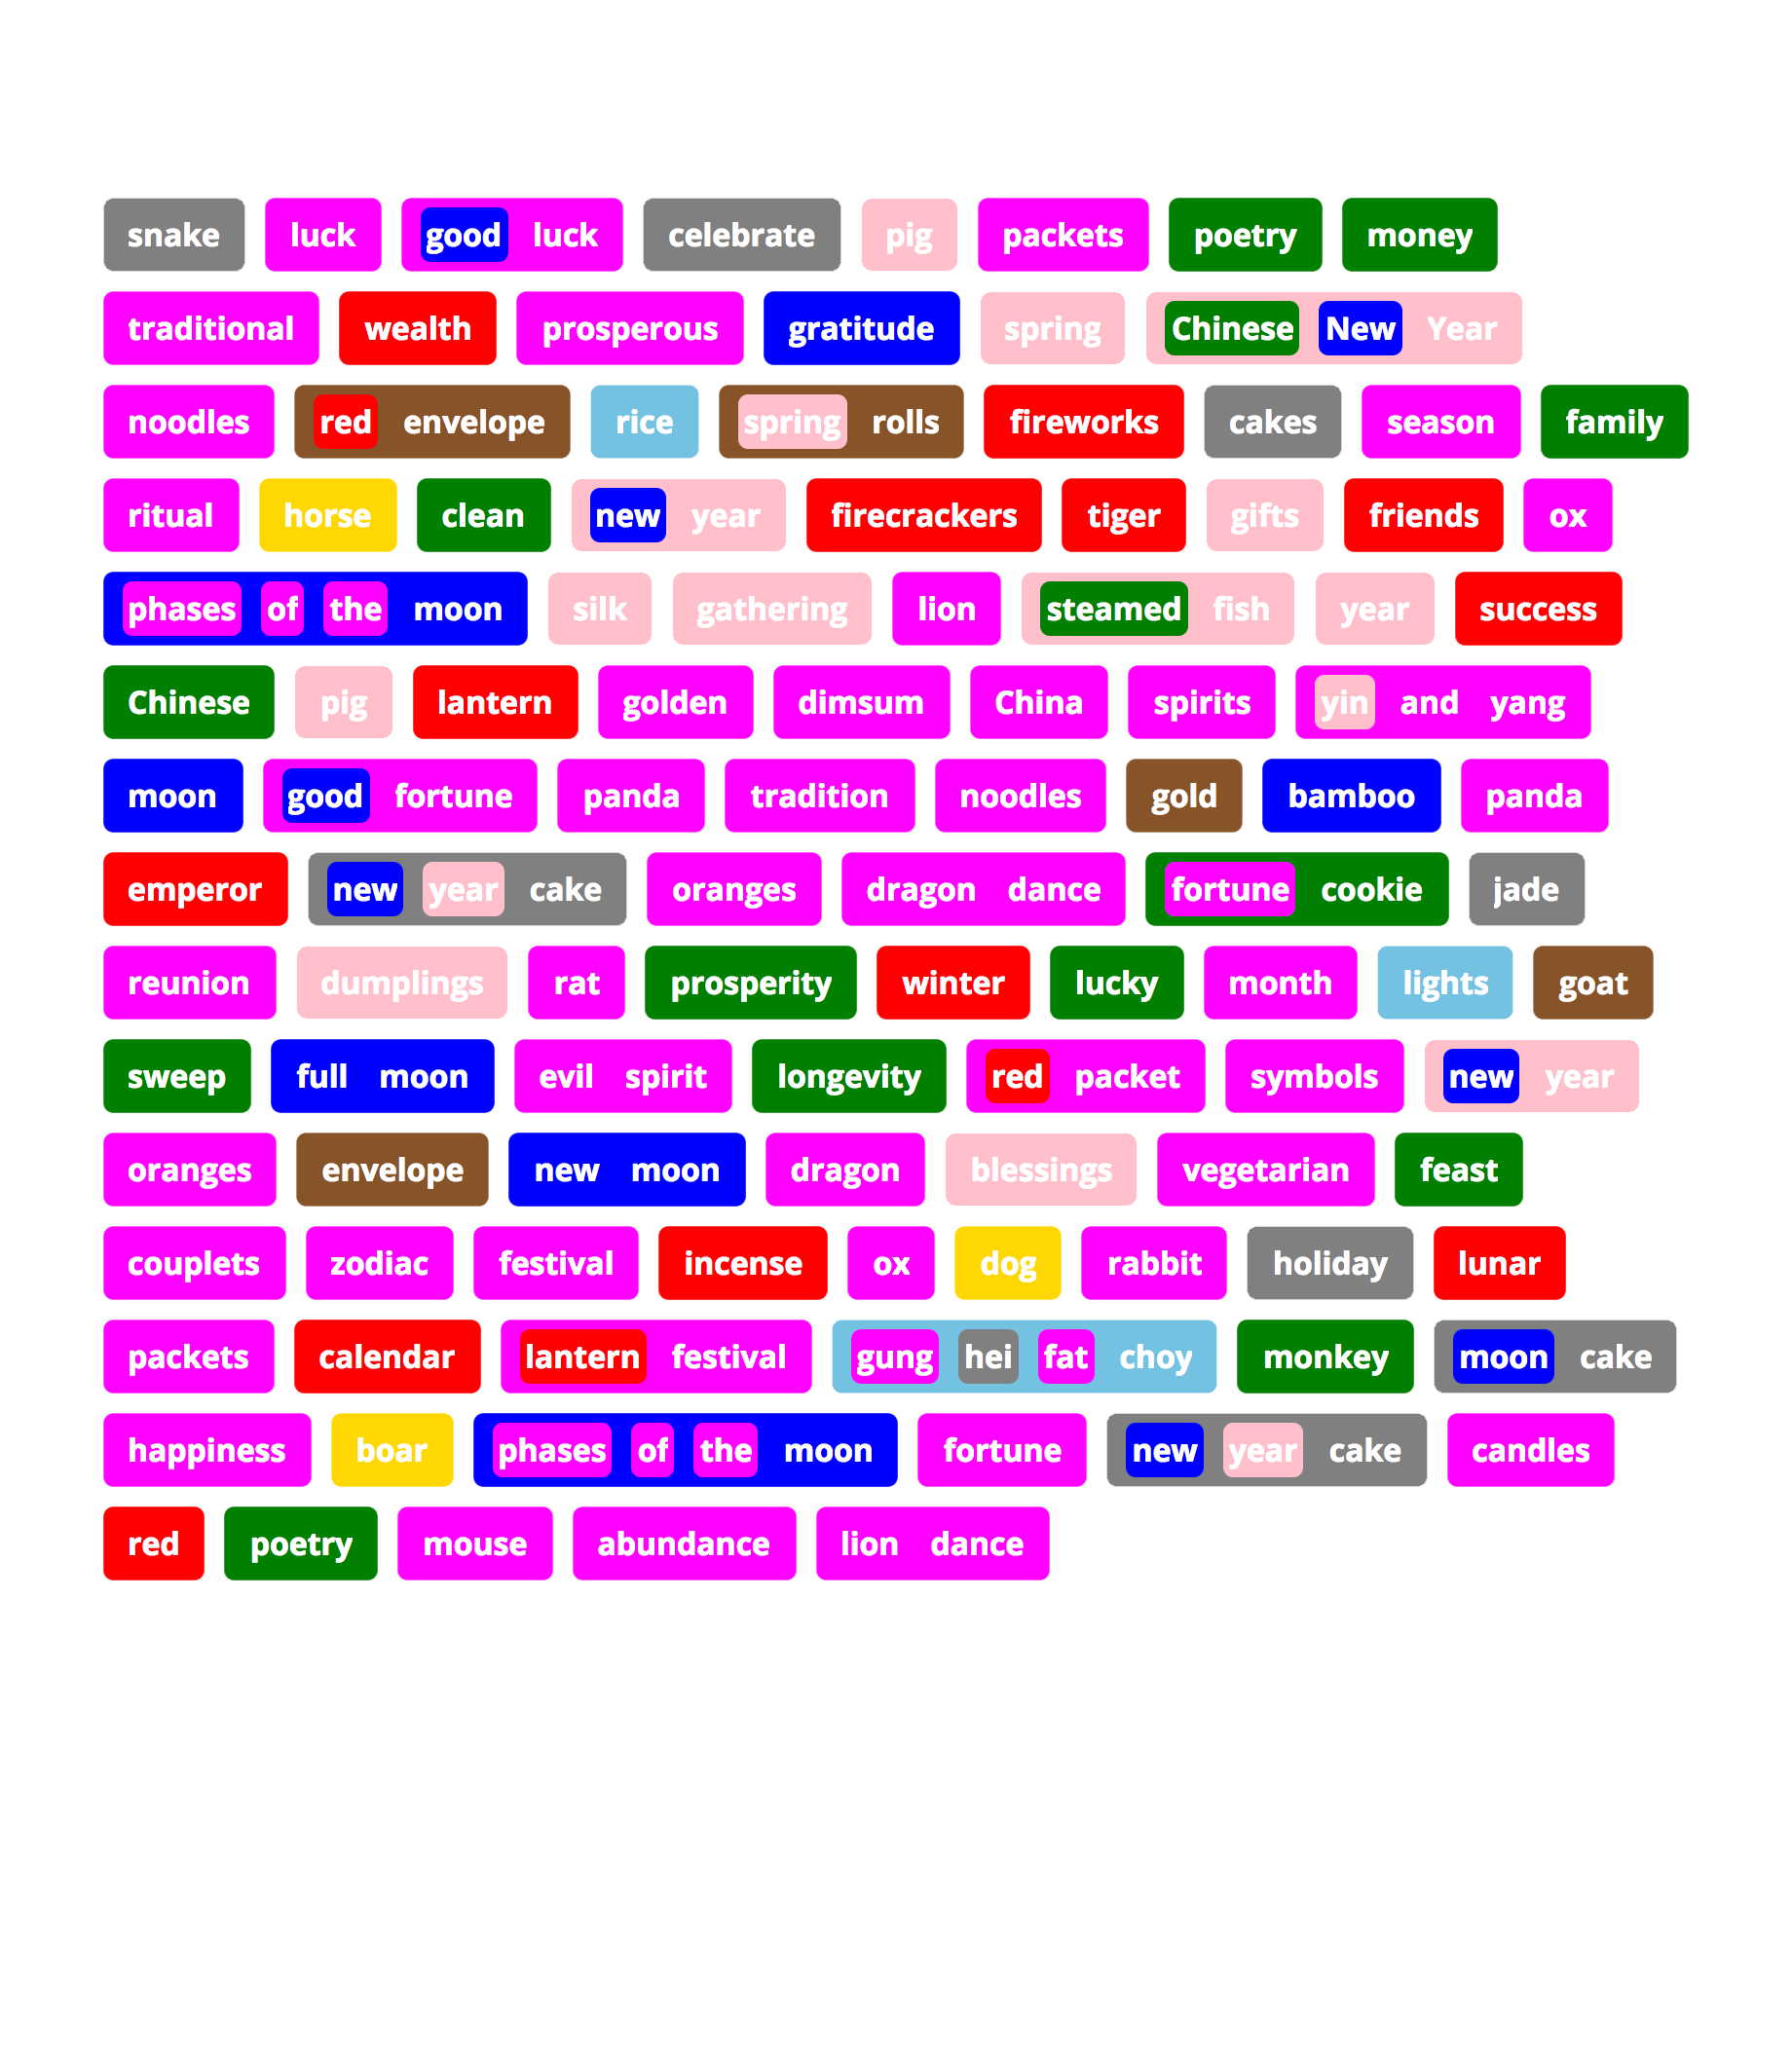 snake luck good luck celebrate pig packets poetry money
traditional wealth prosperous gratitude spring Chinese New Year
noodles red envelope rice spring rolls fireworks cakes season family
ritual horse clean new year firecrackers tiger gifts friends ox
phases of the moon silk gathering lion steamed fish year success
Chinese pig lantern golden dimsum China spirits yin and yang
moon good fortune panda tradition noodles gold bamboo panda
emperor new year cake oranges dragon dance fortune cookie jade
reunion dumplings rat prosperity winter lucky month lights goat
sweep full moon evil spirit longevity red packet symbols new year
oranges envelope new moon dragon blessings vegetarian feast
couplets zodiac festival incense ox dog rabbit holiday lunar
packets calendar lantern festival gung hei fat choy monkey moon cake
happiness boar phases of the moon fortune new year cake candles
red poetry mouse abundance lion dance